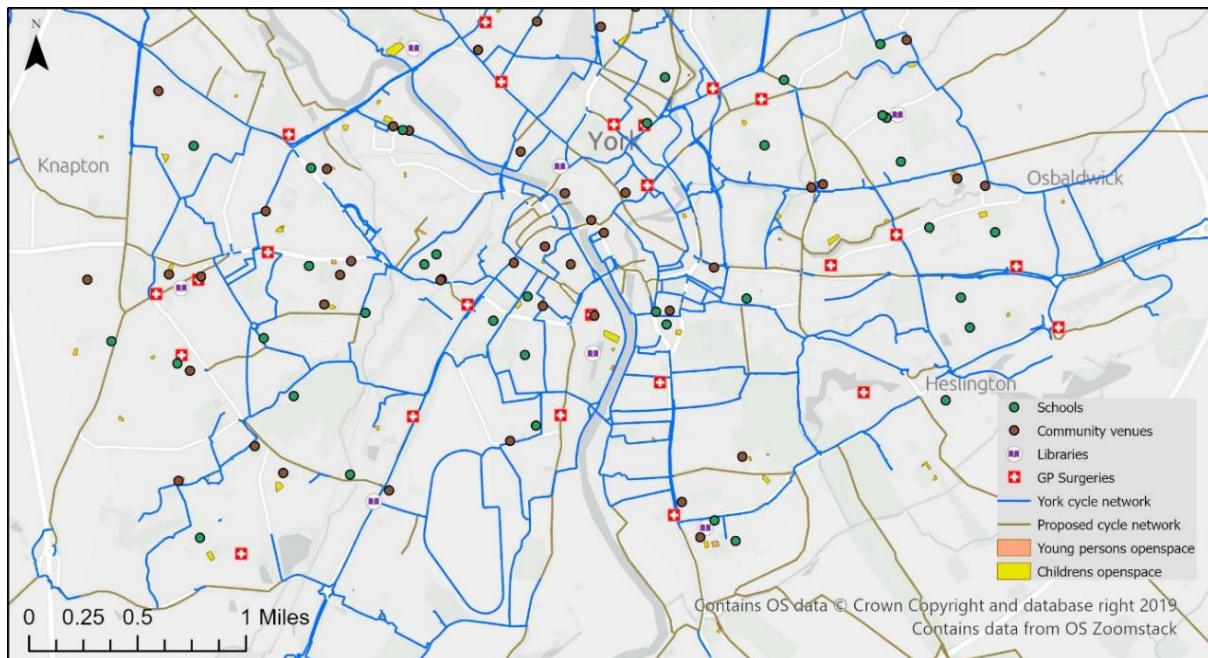 N
York
Knapton
Osbaldwick
Heslington
Schools
Community venues
Libraries
GP Surgeries
York cycle network
Proposed cycle network
Young persons openspace
Childrens openspace
0 0.25 0.5 1 Miles
Contains OS data © Crown Copyright and database right 2019
Contains data from OS Zoomstack